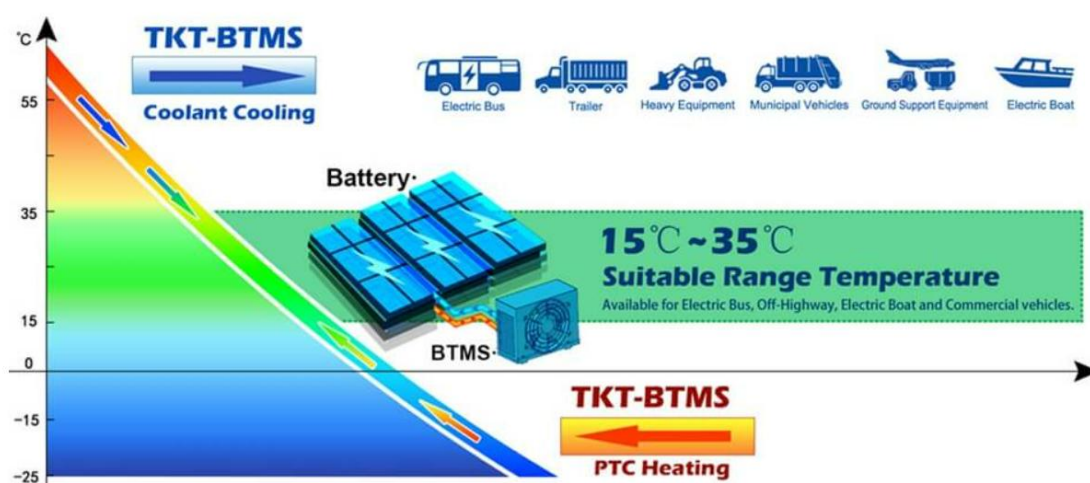 ℃
TKT-BTMS
Coolant Cooling
Electric Bus
Trailer
Heavy Equipment
Municipal Vehicles
Ground Support Equipment
Electric Boat
55
Battery
35
15℃~35℃
Suitable Range Temperature
Available for Electric Bus, Off-Highway, Electric Boat and Commercial vehicles.
15
BTMS
0
TKT-BTMS
PTC Heating
-15
-25